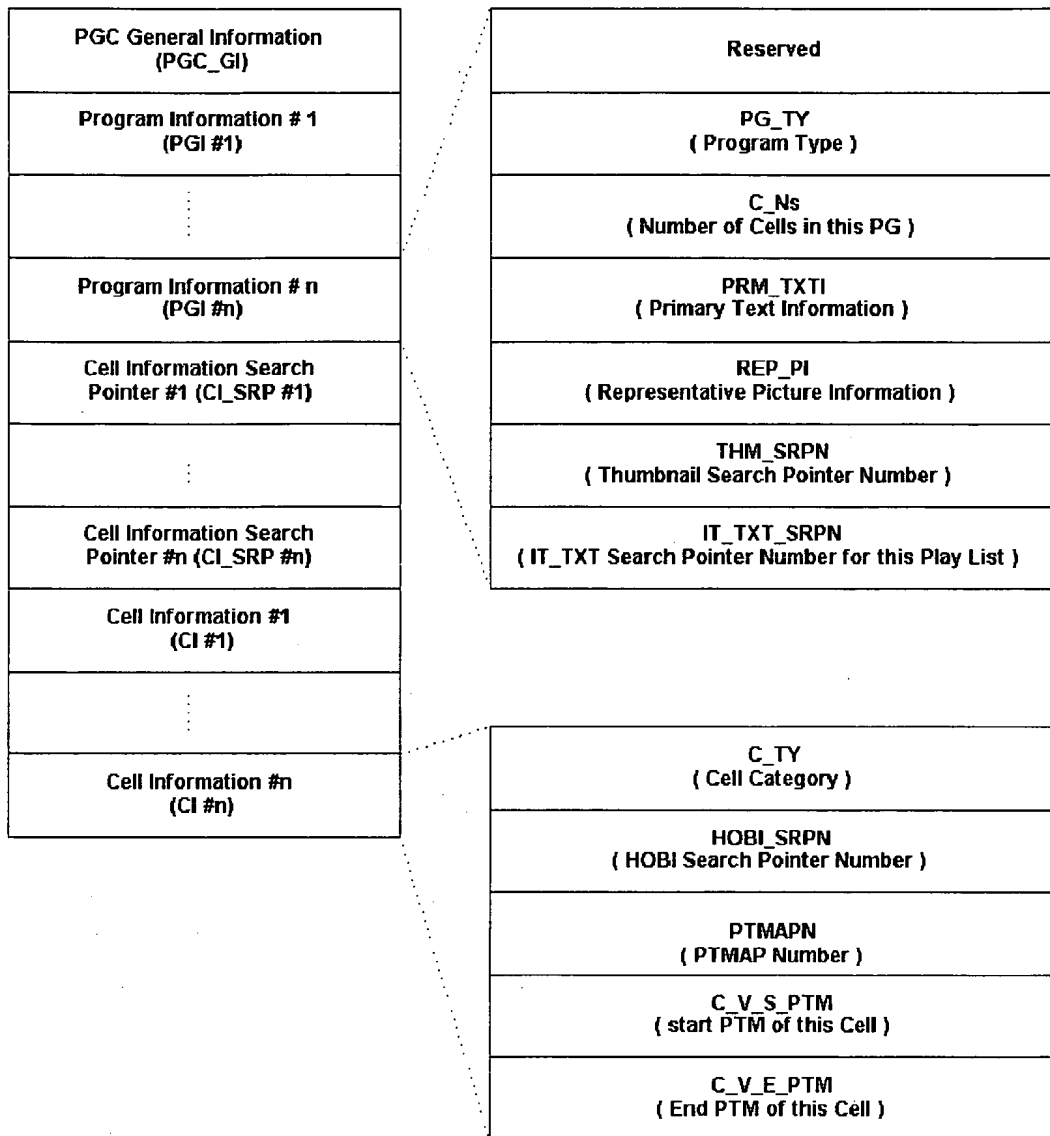 PGC General Information
(PGC_GI)
Program Information # 1
(PGI #1)
Program Information # n
(PGI #n)
Cell Information Search
Pointer #1 (CI_SRP #1)
Cell Information Search
Pointer #n (CI_SRP #n)
Cell Information #1
(CI #1)
Cell Information #n
(CI #n)
Reserved
PG_TY
( Program Type )
C_Ns
( Number of Cells in this PG )
PRM_TXTI
( Primary Text Information )
REP_PI
( Representative Picture Information )
THM_SRPN
( Thumbnail Search Pointer Number )
IT_TXT_SRPN
( IT_TXT Search Pointer Number for this Play List )
C_TY
( Cell Category )
HOBI_SRPN
( HOBI Search Pointer Number )
PTMAPN
( PTMAP Number )
C_V_S_PTM
( start PTM of this Cell )
C_V_E_PTM
( End PTM of this Cell )